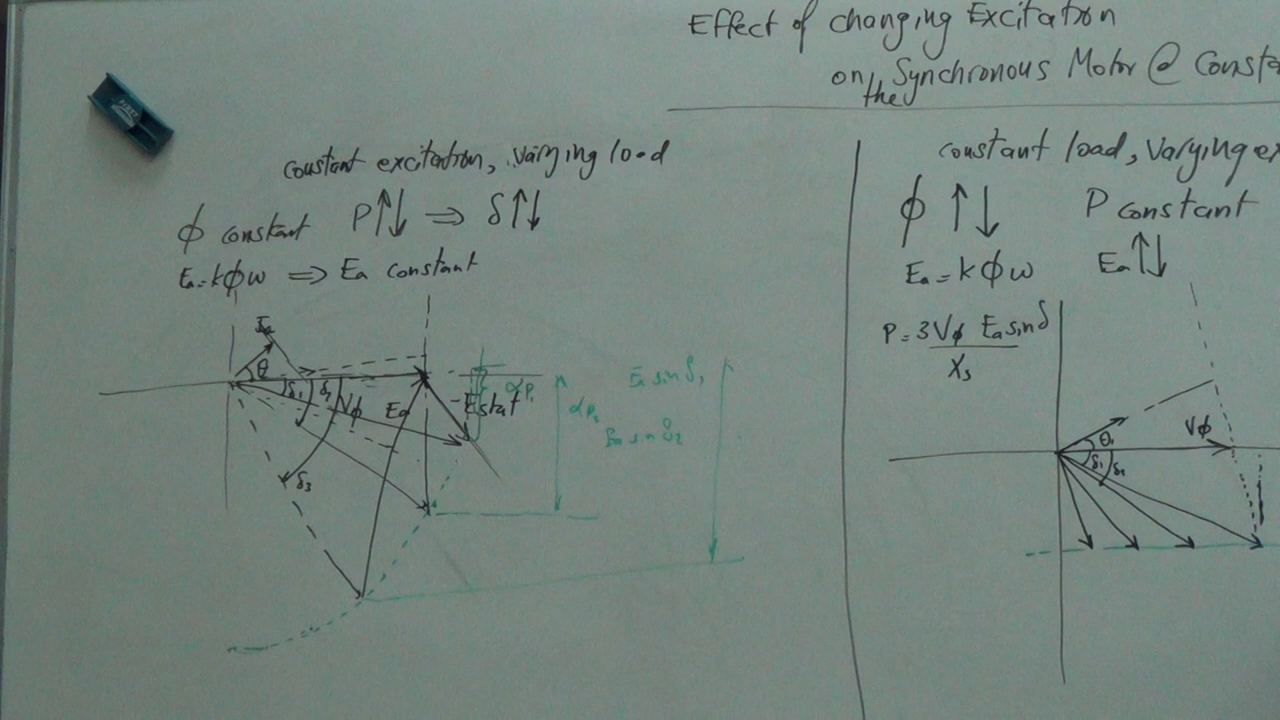 Effect of changing Excitation
on the Synchronous Motor @ Consta
constant excitation, varying load
ϕ constant P↑↓ ⇒ δ↑↓
Ea = kϕω ⇒ Ea constant
Ia
θ
δ1
Vϕ
Ea
δ3
αP1
Ea sin δ1
Ea sin δ2
constant load, Varying ex
ϕ ↑↓ P constant
Ea = kϕω Ea↑↓
P = 3Vϕ Ea sin δ
Xs
Vϕ
θ1
δ1
δ2